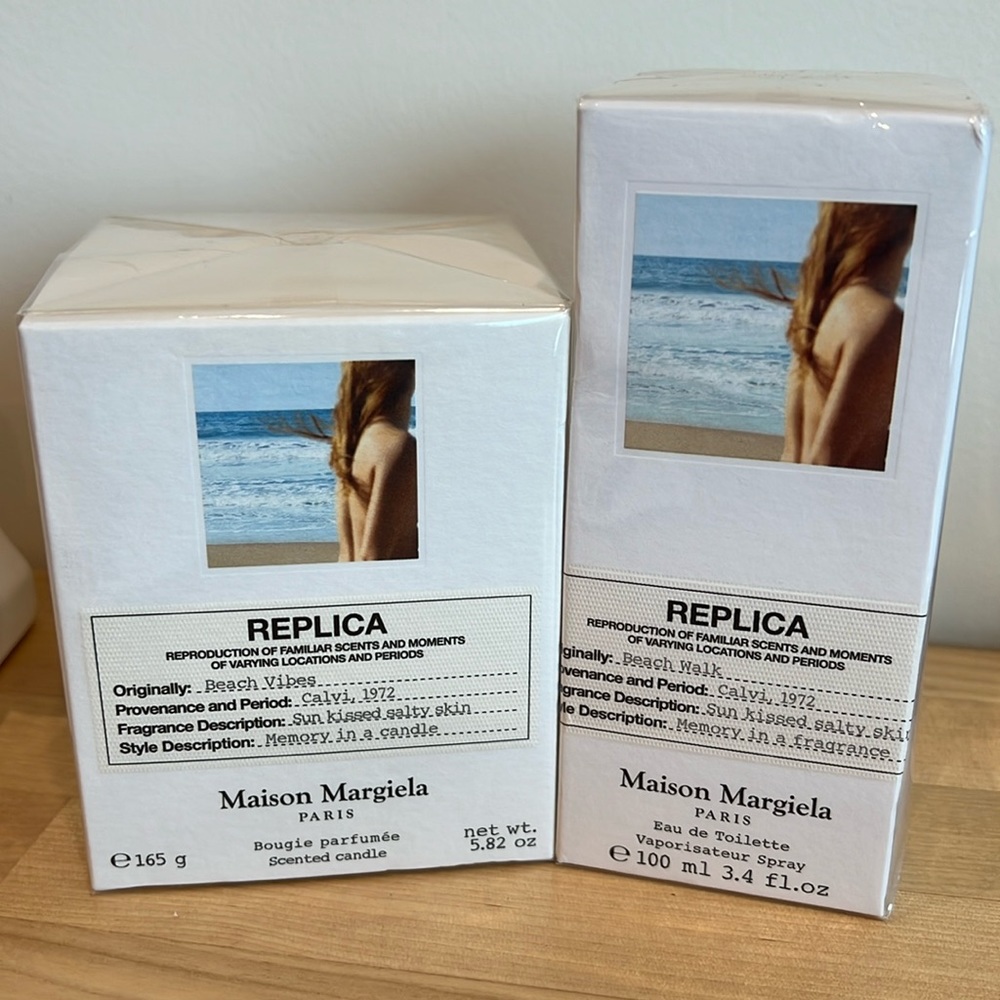 REPLICA
REPRODUCTION OF FAMILIAR SCENTS AND MOMENTS
OF VARYING LOCATIONS AND PERIODS
Originally: Beach Vibes
Provenance and Period: Calvi, 1972
Fragrance Description: Sun kissed salty skin
Style Description: Memory in a candle
Maison Margiela
PARIS
Bougie parfumée
Scented candle
℮ 165 g
net wt.
5.82 oz
REPLICA
REPRODUCTION OF FAMILIAR SCENTS AND MOMENTS
OF VARYING LOCATIONS AND PERIODS
ginally: Beach Walk
venance and Period: Calvi, 1972
grance Description: Sun kissed salty ski
le Description: Memory in a fragrance
Maison Margiela
PARIS
Eau de Toilette
Vaporisateur Spray
℮ 100 ml 3.4 fl.oz